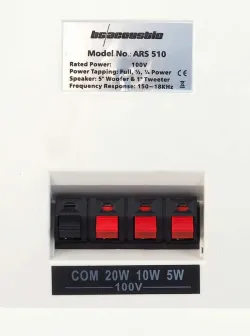 bsacoustic
Model No.: ARS 510
Rated Power: 100V
Power Tapping: Full, ½, ¼ Power
Speaker: 5" Woofer & 1" Tweeter
Frequency Response: 150~18KHz
COM 20W 10W 5W
100V